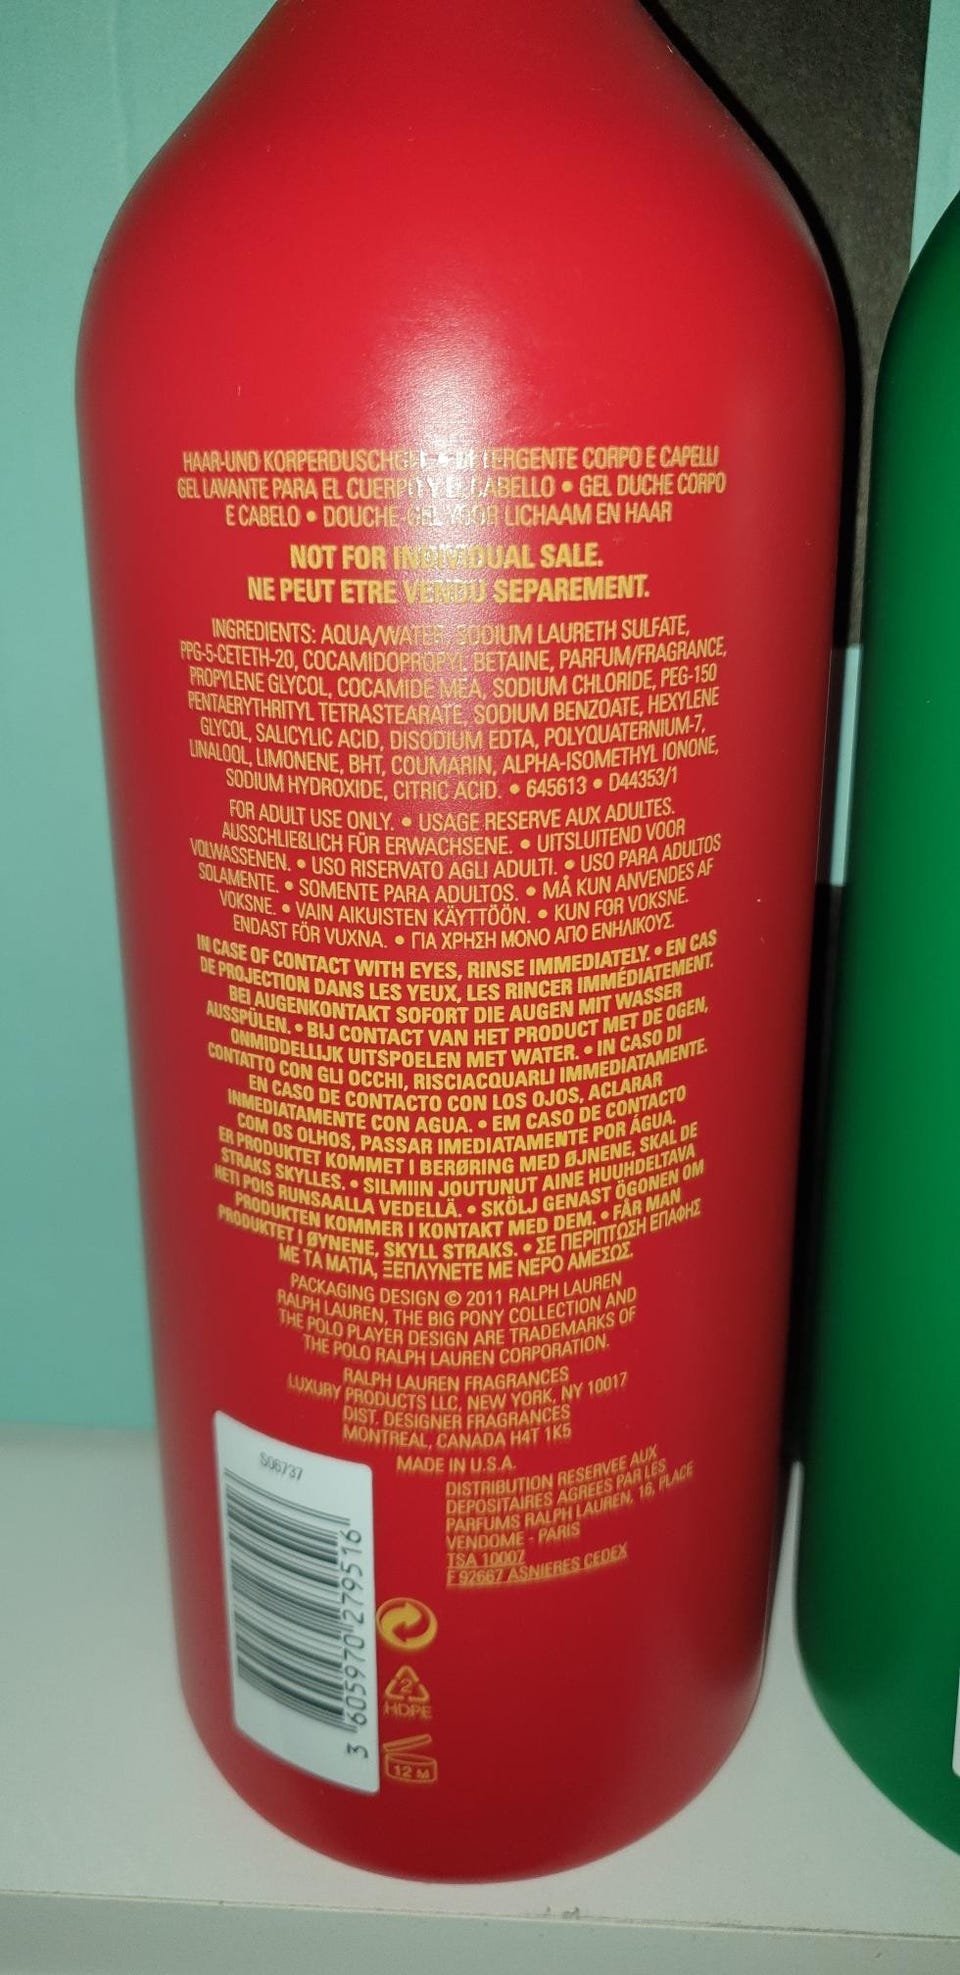 HAAR-UND KORPERDUSCHGEL • DETERGENTE CORPO E CAPELLI
GEL LAVANTE PARA EL CUERPO Y EL CABELLO • GEL DUCHE CORPO
E CABELO • DOUCHE-GEL VOOR LICHAAM EN HAAR
NOT FOR INDIVIDUAL SALE.
NE PEUT ETRE VENDU SEPAREMENT.
INGREDIENTS: AQUA/WATER, SODIUM LAURETH SULFATE,
PPG-5-CETETH-20, COCAMIDOPROPYL BETAINE, PARFUM/FRAGRANCE,
PROPYLENE GLYCOL, COCAMIDE MEA, SODIUM CHLORIDE, PEG-150
PENTAERYTHRITYL TETRASTEARATE, SODIUM BENZOATE, HEXYLENE
GLYCOL, SALICYLIC ACID, DISODIUM EDTA, POLYQUATERNIUM-7,
LINALOOL, LIMONENE, BHT, COUMARIN, ALPHA-ISOMETHYL IONONE,
SODIUM HYDROXIDE, CITRIC ACID. • 645613 • D44353/1
FOR ADULT USE ONLY. • USAGE RESERVE AUX ADULTES.
AUSSCHLIEßLICH FÜR ERWACHSENE. • UITSLUITEND VOOR
VOLWASSENEN. • USO RISERVATO AGLI ADULTI. • USO PARA ADULTOS
SOLAMENTE. • SOMENTE PARA ADULTOS. • MÅ KUN ANVENDES AF
VOKSNE. • VAIN AIKUISTEN KÄYTTÖÖN. • KUN FOR VOKSNE.
ENDAST FÖR VUXNA. • ΓΙΑ ΧΡΗΣΗ ΜΟΝΟ ΑΠΟ ΕΝΗΛΙΚΟΥΣ.
IN CASE OF CONTACT WITH EYES, RINSE IMMEDIATELY. • EN CAS
DE PROJECTION DANS LES YEUX, LES RINCER IMMÉDIATEMENT.
BEI AUGENKONTAKT SOFORT DIE AUGEN MIT WASSER
AUSSPÜLEN. • BIJ CONTACT VAN HET PRODUCT MET DE OGEN,
ONMIDDELLIJK UITSPOELEN MET WATER. • IN CASO DI
CONTATTO CON GLI OCCHI, RISCIACQUARLI IMMEDIATAMENTE.
EN CASO DE CONTACTO CON LOS OJOS, ACLARAR
INMEDIATAMENTE CON AGUA. • EM CASO DE CONTACTO
COM OS OLHOS, PASSAR IMEDIATAMENTE POR ÁGUA.
ER PRODUKTET KOMMET I BERØRING MED ØJNENE, SKAL DE
STRAKS SKYLLES. • SILMIIN JOUTUNUT AINE HUUHDELTAVA
HETI POIS RUNSAALLA VEDELLÄ. • SKÖLJ GENAST ÖGONEN OM
PRODUKTEN KOMMER I KONTAKT MED DEM. • FÅR MAN
PRODUKTET I ØYNENE, SKYLL STRAKS. • ΣΕ ΠΕΡΙΠΤΩΣΗ ΕΠΑΦΗΣ
ΜΕ ΤΑ ΜΑΤΙΑ, ΞΕΠΛΥΝΕΤΕ ΜΕ ΝΕΡΟ ΑΜΕΣΩΣ.
PACKAGING DESIGN © 2011 RALPH LAUREN
RALPH LAUREN, THE BIG PONY COLLECTION AND
THE POLO PLAYER DESIGN ARE TRADEMARKS OF
THE POLO RALPH LAUREN CORPORATION.
RALPH LAUREN FRAGRANCES
LUXURY PRODUCTS LLC, NEW YORK, NY 10017
DIST. DESIGNER FRAGRANCES
MONTREAL, CANADA H4T 1K5
MADE IN U.S.A.
DISTRIBUTION RESERVEE AUX
DEPOSITAIRES AGREES PAR LES
PARFUMS RALPH LAUREN, 16, PLACE
VENDOME - PARIS
TSA 10007
F 92667 ASNIERES CEDEX
S06737
3 605970 279516
2
HDPE
12 M